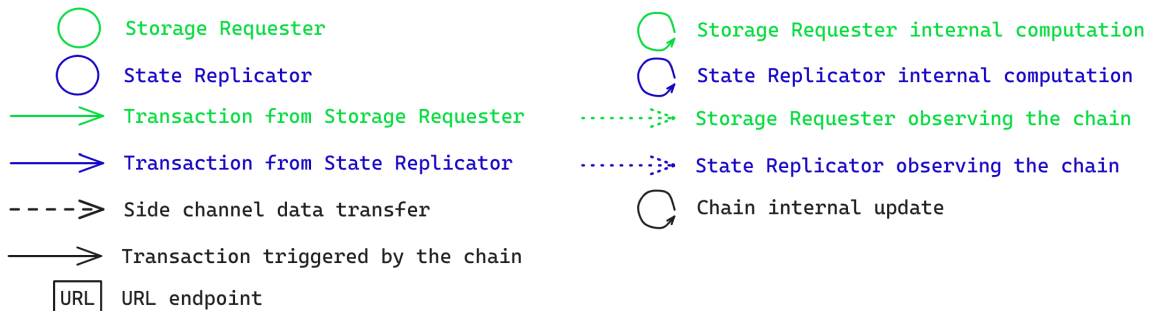 Storage Requester
State Replicator
Transaction from Storage Requester
Transaction from State Replicator
Side channel data transfer
Transaction triggered by the chain
URL URL endpoint
Storage Requester internal computation
State Replicator internal computation
Storage Requester observing the chain
State Replicator observing the chain
Chain internal update